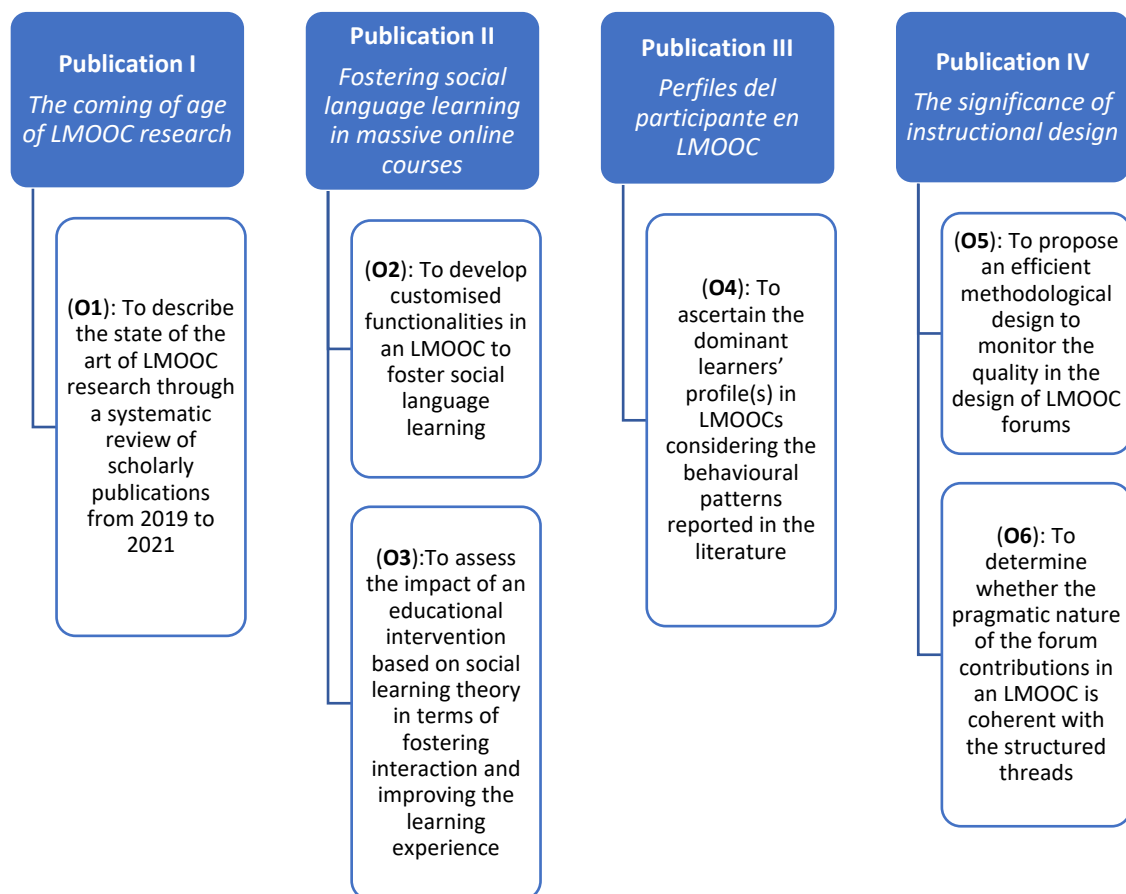 Publication I
The coming of age
of LMOOC research
(O1): To describe
the state of the
art of LMOOC
research through
a systematic
review of
scholarly
publications
from 2019 to
2021
Publication II
Fostering social
language learning
in massive online
courses
(O2): To develop
customised
functionalities in
an LMOOC to
foster social
language
learning
(O3):To assess
the impact of an
educational
intervention
based on social
learning theory
in terms of
fostering
interaction and
improving the
learning
experience
Publication III
Perfiles del
participante en
LMOOC
(O4): To
ascertain the
dominant
learners’
profile(s) in
LMOOCs
considering the
behavioural
patterns
reported in the
literature
Publication IV
The significance of
instructional design
(O5): To propose
an efficient
methodological
design to
monitor the
quality in the
design of LMOOC
forums
(O6): To
determine
whether the
pragmatic nature
of the forum
contributions in
an LMOOC is
coherent with
the structured
threads